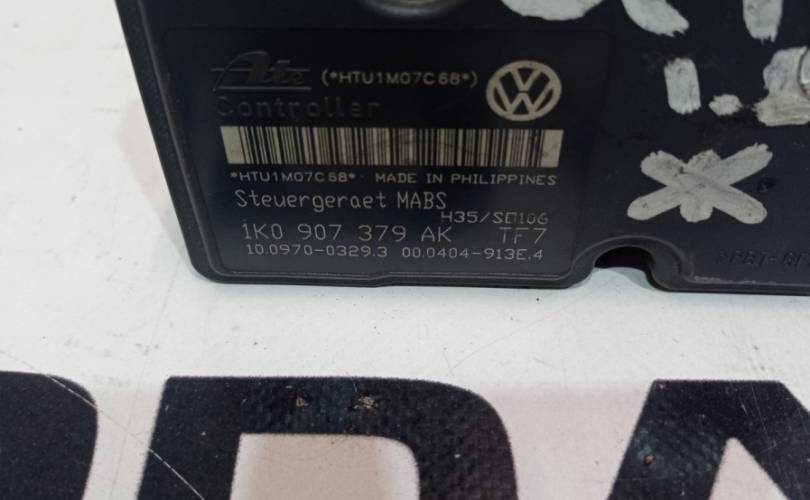 Ate (*HTU1M07C68*)
Controller
*HTU1M07C68* MADE IN PHILIPPINES
Steuergeraet MABS
H35/SD106
1K0 907 379 AK TF7
10.0970-0329.3 00.0404-913E.4